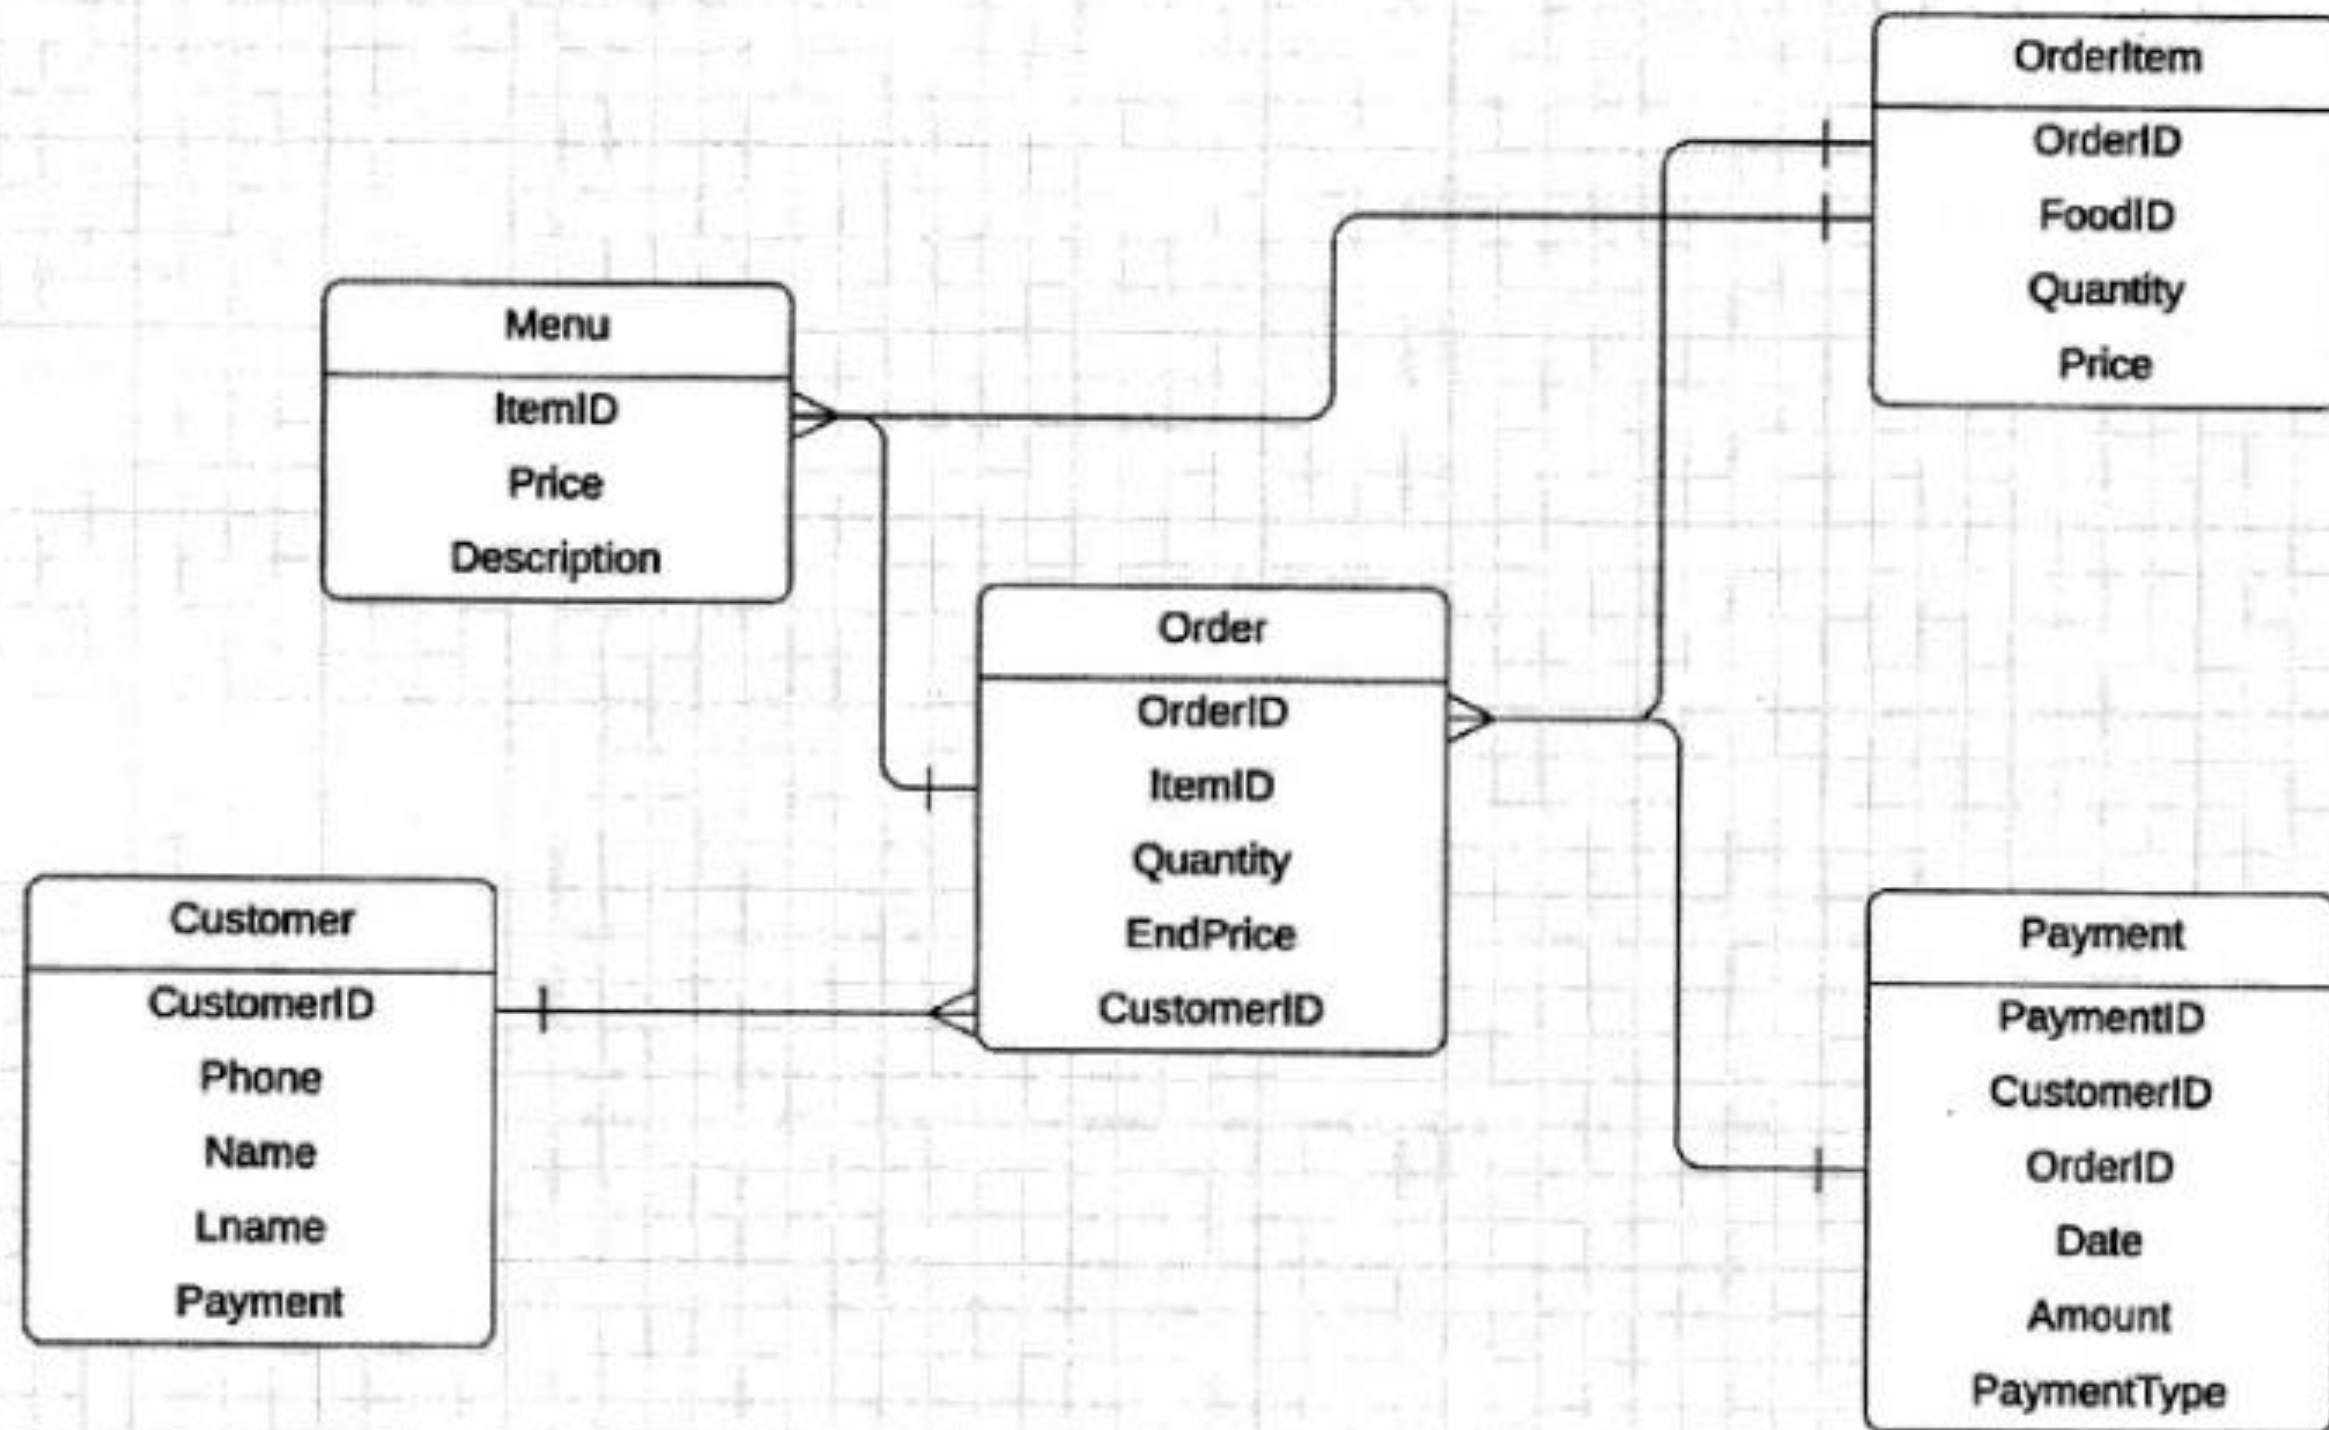 OrderItem
OrderID
FoodID
Quantity
Price
Menu
ItemID
Price
Description
Order
OrderID
ItemID
Quantity
EndPrice
CustomerID
Customer
CustomerID
Phone
Name
Lname
Payment
Payment
PaymentID
CustomerID
OrderID
Date
Amount
PaymentType